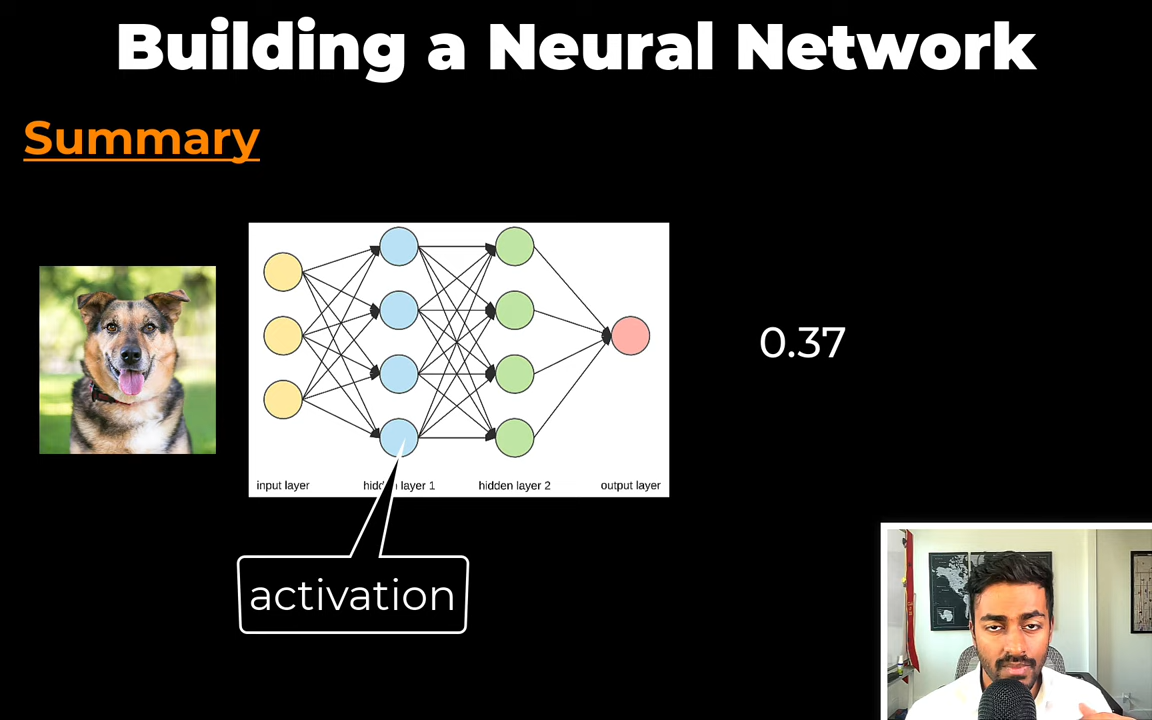 Building a Neural Network
Summary
0.37
input layer
hidden layer 1
hidden layer 2
output layer
activation